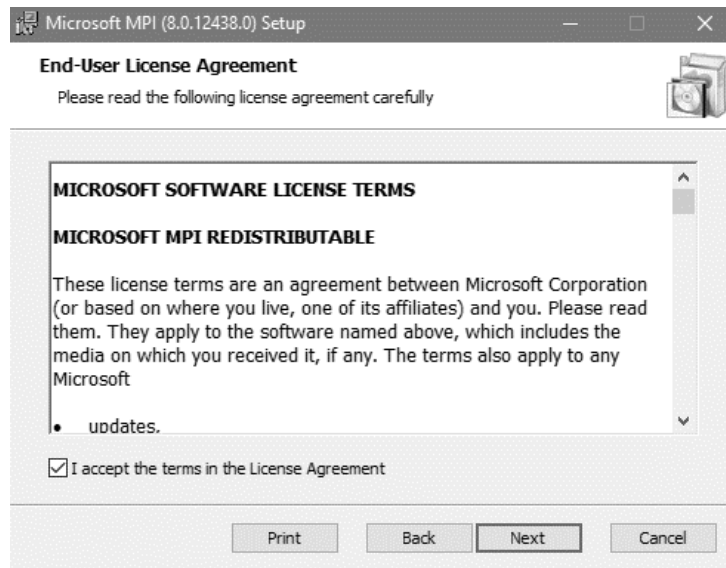 Microsoft MPI (8.0.12438.0) Setup
End-User License Agreement
Please read the following license agreement carefully
MICROSOFT SOFTWARE LICENSE TERMS
MICROSOFT MPI REDISTRIBUTABLE
These license terms are an agreement between Microsoft Corporation
(or based on where you live, one of its affiliates) and you. Please read
them. They apply to the software named above, which includes the
media on which you received it, if any. The terms also apply to any
Microsoft
• updates,
I accept the terms in the License Agreement
Print Back Next Cancel